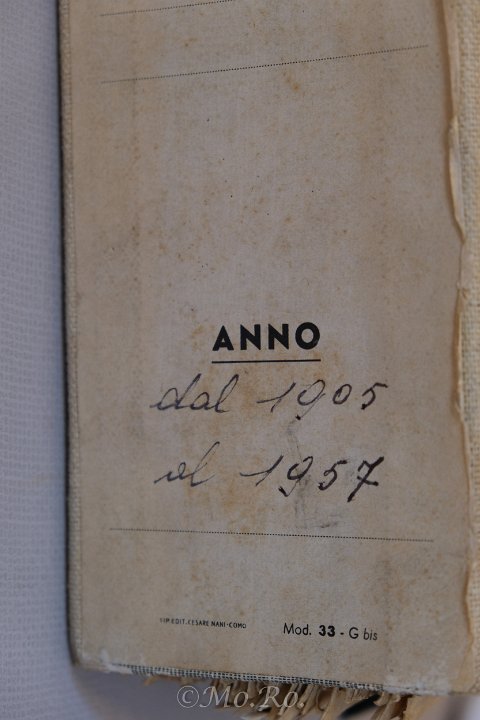 ANNO
dal 1905
al 1957
TIP. EDIT. CESARE NANI - COMO
Mod. 33 - G bis
©Mo.Ro.